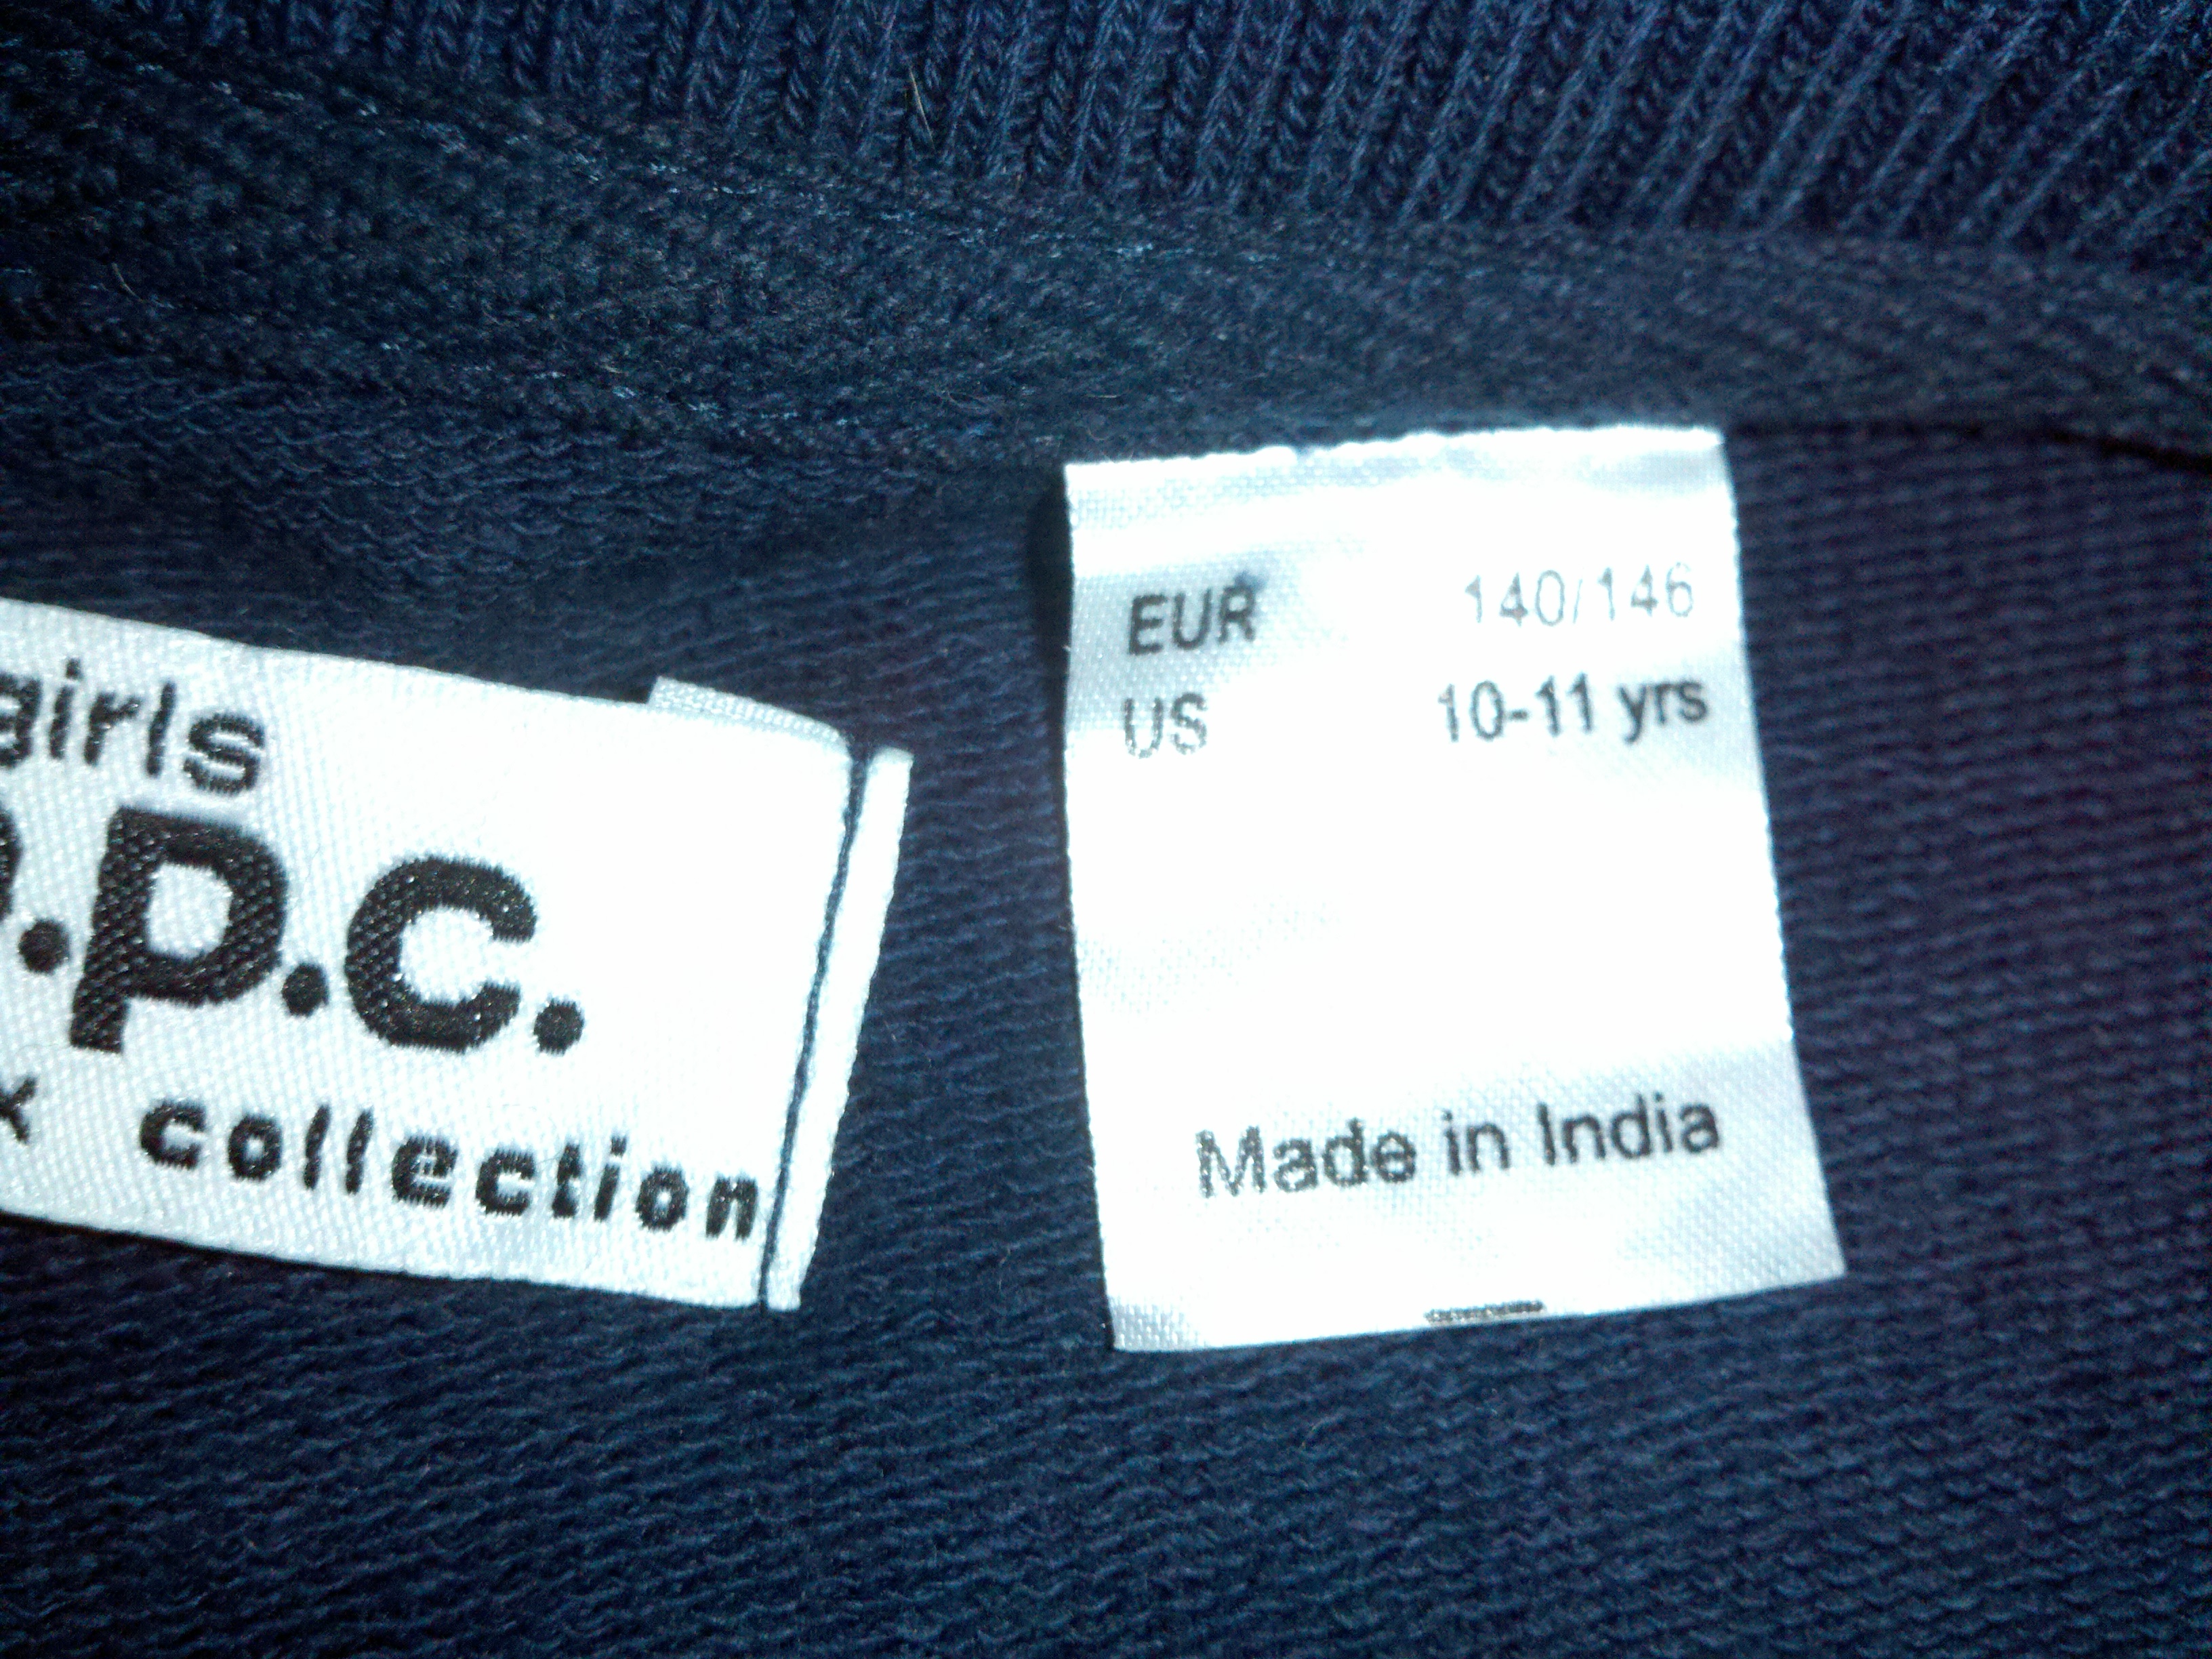 girls
.p.c.
collection
EUR 140/146
US 10-11 yrs
Made in India